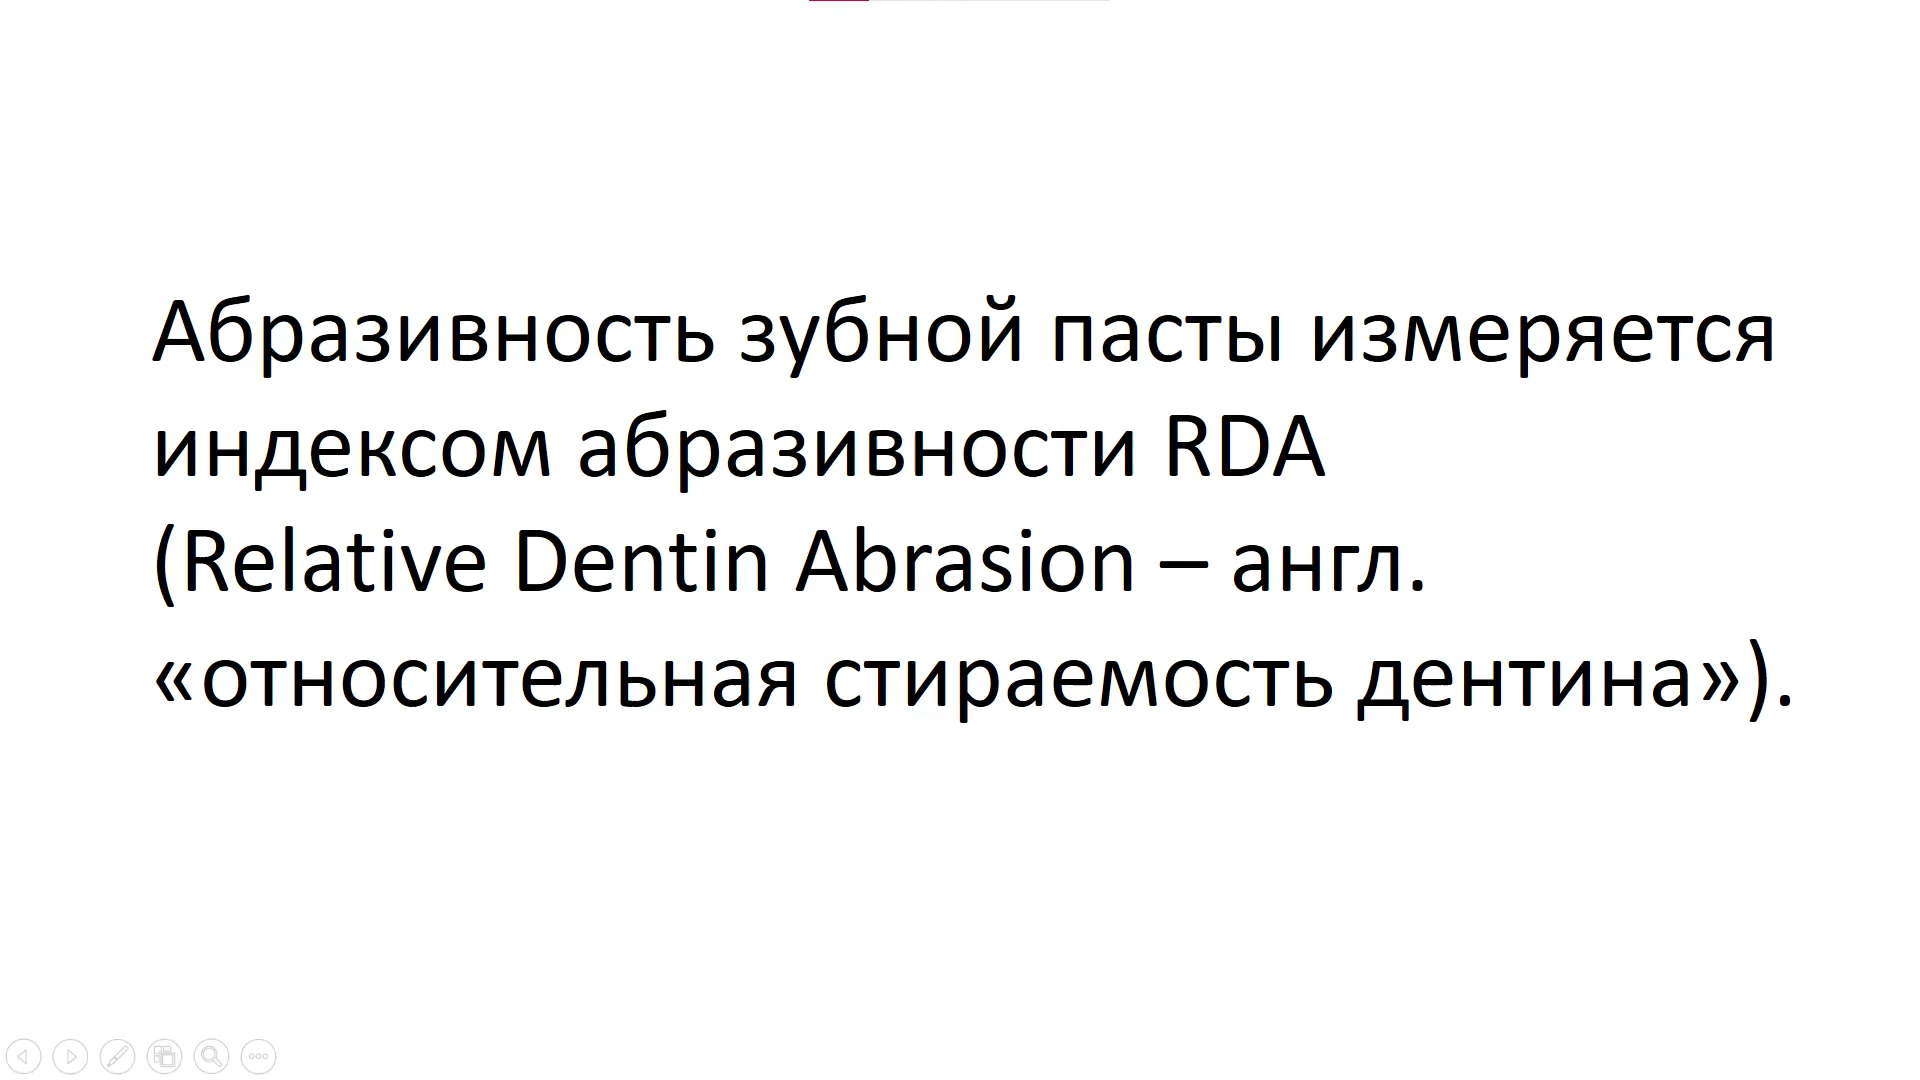 Абразивность зубной пасты измеряется
индексом абразивности RDA
(Relative Dentin Abrasion – англ.
«относительная стираемость дентина»).